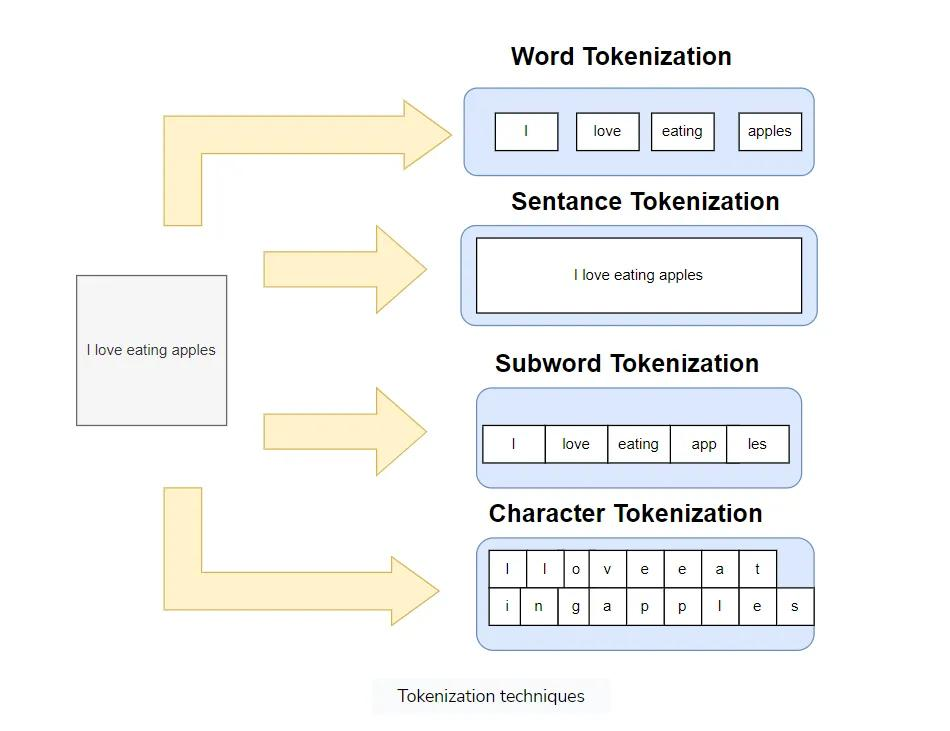 Word Tokenization
I love eating apples
Sentance Tokenization
I love eating apples
I love eating apples
Subword Tokenization
I love eating app les
Character Tokenization
I l o v e e a t
i n g a p p l e s
Tokenization techniques